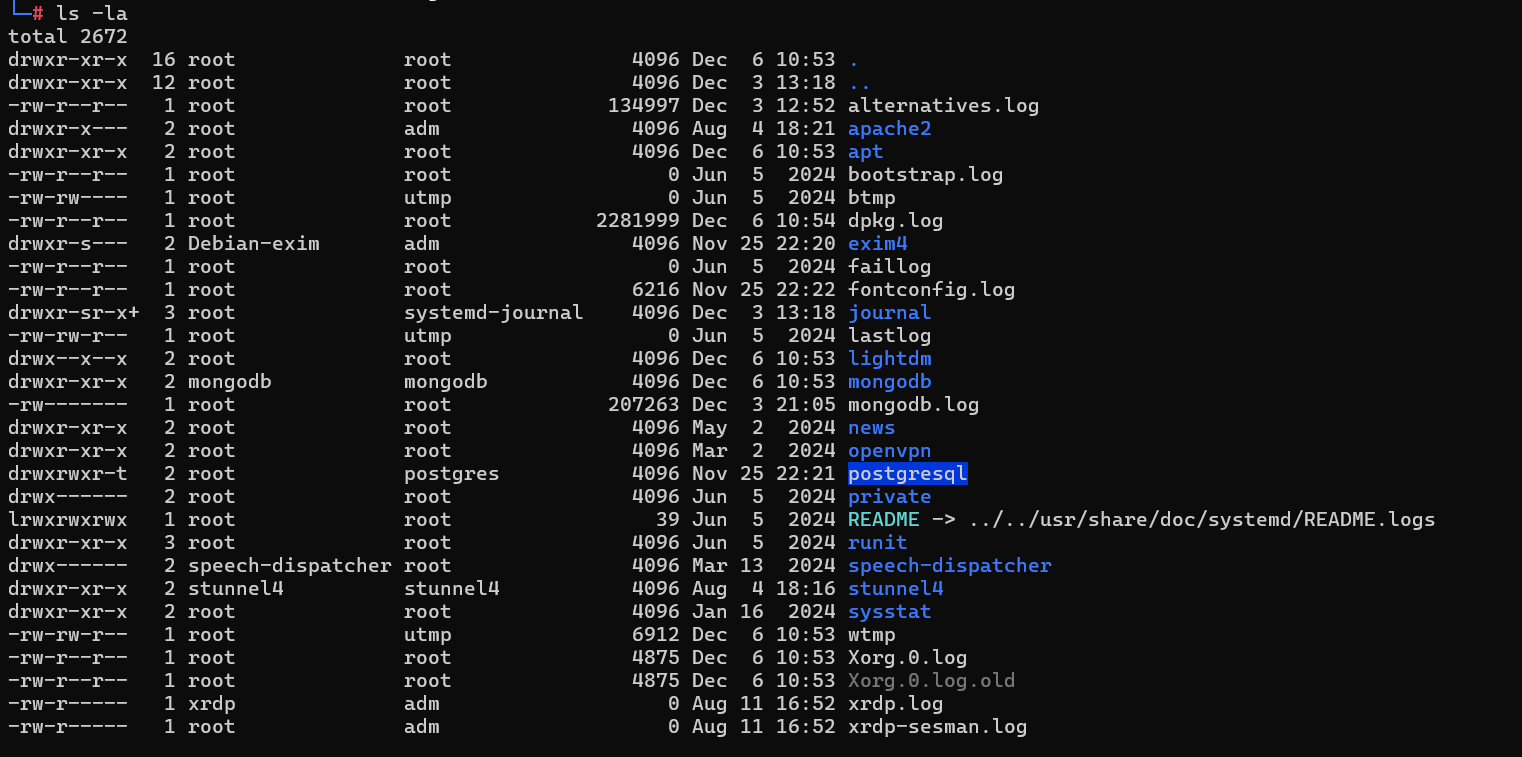 └─# ls -la
total 2672
drwxr-xr-x  16 root              root                4096 Dec  6 10:53 .
drwxr-xr-x  12 root              root                4096 Dec  3 13:18 ..
-rw-r--r--   1 root              root              134997 Dec  3 12:52 alternatives.log
drwxr-x---   2 root              adm                 4096 Aug  4 18:21 apache2
drwxr-xr-x   2 root              root                4096 Dec  6 10:53 apt
-rw-r--r--   1 root              root                   0 Jun  5  2024 bootstrap.log
-rw-rw----   1 root              utmp                   0 Jun  5  2024 btmp
-rw-r--r--   1 root              root             2281999 Dec  6 10:54 dpkg.log
drwxr-s---   2 Debian-exim       adm                 4096 Nov 25 22:20 exim4
-rw-r--r--   1 root              root                   0 Jun  5  2024 faillog
-rw-r--r--   1 root              root                6216 Nov 25 22:22 fontconfig.log
drwxr-sr-x+  3 root              systemd-journal     4096 Dec  3 13:18 journal
-rw-rw-r--   1 root              utmp                   0 Jun  5  2024 lastlog
drwx--x--x   2 root              root                4096 Dec  6 10:53 lightdm
drwxr-xr-x   2 mongodb           mongodb             4096 Dec  6 10:53 mongodb
-rw-------   1 root              root              207263 Dec  3 21:05 mongodb.log
drwxr-xr-x   2 root              root                4096 May  2  2024 news
drwxr-xr-x   2 root              root                4096 Mar  2  2024 openvpn
drwxrwxr-t   2 root              postgres            4096 Nov 25 22:21 postgresql
drwx------   2 root              root                4096 Jun  5  2024 private
lrwxrwxrwx   1 root              root                  39 Jun  5  2024 README -> ../../usr/share/doc/systemd/README.logs
drwxr-xr-x   3 root              root                4096 Jun  5  2024 runit
drwx------   2 speech-dispatcher root                4096 Mar 13  2024 speech-dispatcher
drwxr-xr-x   2 stunnel4          stunnel4            4096 Aug  4 18:16 stunnel4
drwxr-xr-x   2 root              root                4096 Jan 16  2024 sysstat
-rw-rw-r--   1 root              utmp                6912 Dec  6 10:53 wtmp
-rw-r--r--   1 root              root                4875 Dec  6 10:53 Xorg.0.log
-rw-r--r--   1 root              root                4875 Dec  6 10:53 Xorg.0.log.old
-rw-r-----   1 xrdp              adm                    0 Aug 11 16:52 xrdp.log
-rw-r-----   1 root              adm                    0 Aug 11 16:52 xrdp-sesman.log